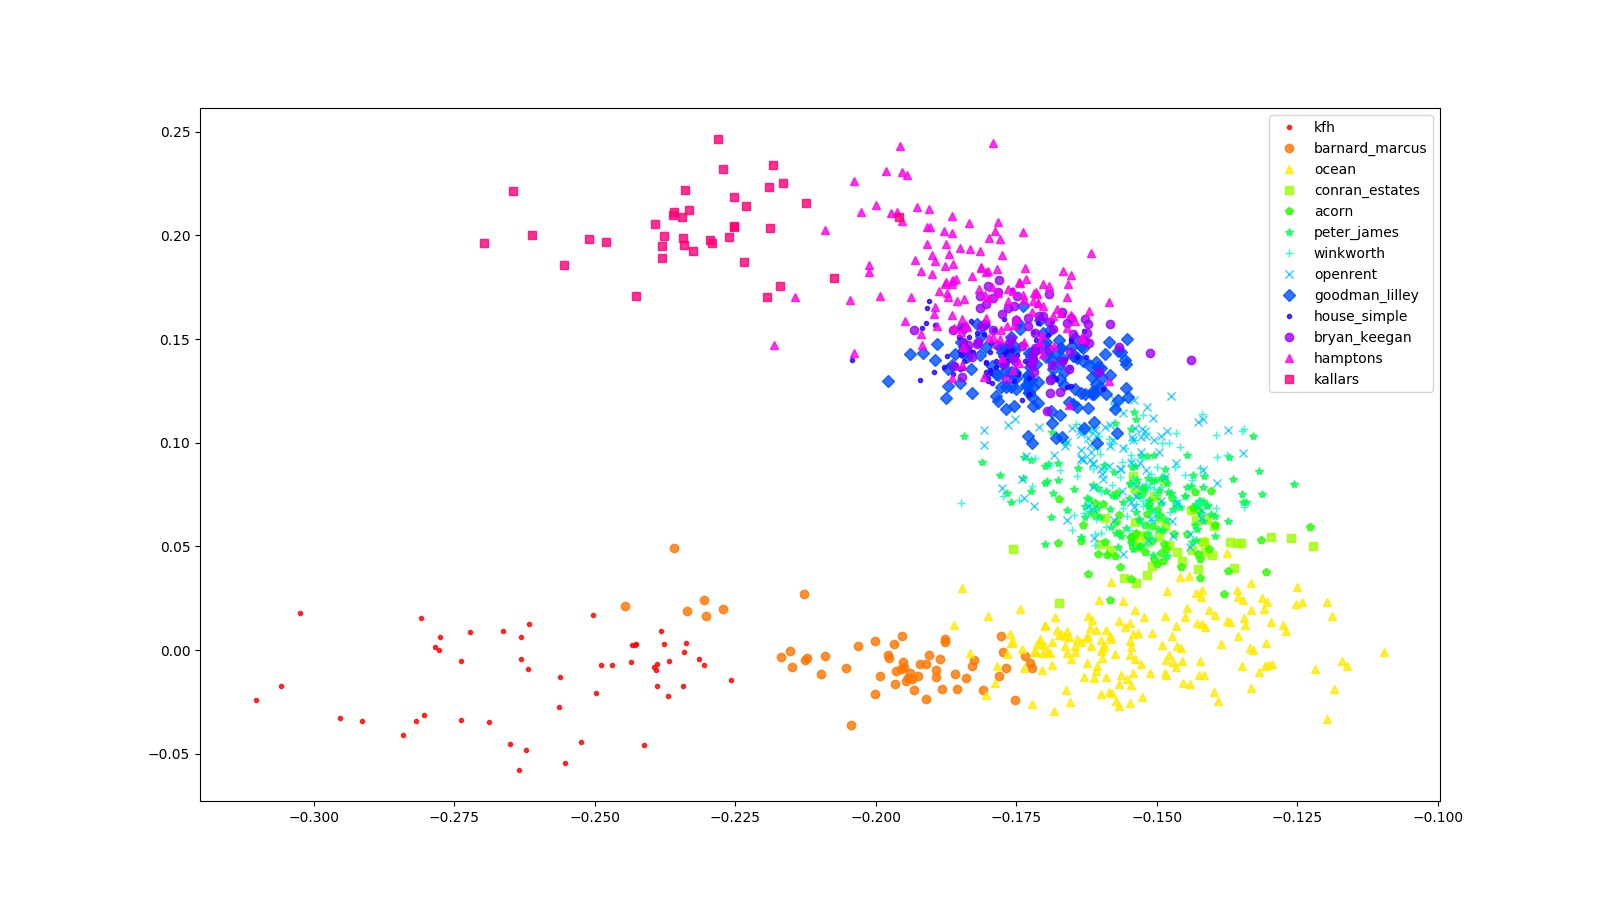 0.25
0.20
0.15
0.10
0.05
0.00
−0.05
−0.300 −0.275 −0.250 −0.225 −0.200 −0.175 −0.150 −0.125 −0.100
kfh
barnard_marcus
ocean
conran_estates
acorn
peter_james
winkworth
openrent
goodman_lilley
house_simple
bryan_keegan
hamptons
kallars